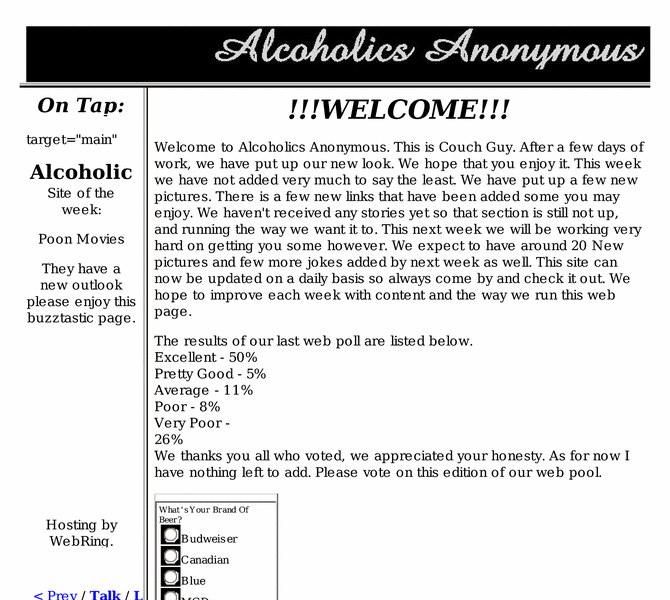 Alcoholics Anonymous
On Tap:
target="main"
Alcoholic
Site of the
week:
Poon Movies
They have a
new outlook
please enjoy this
buzztastic page.
Hosting by
WebRing.
< Prev / Talk / L
!!!WELCOME!!!
Welcome to Alcoholics Anonymous. This is Couch Guy. After a few days of
work, we have put up our new look. We hope that you enjoy it. This week
we have not added very much to say the least. We have put up a few new
pictures. There is a few new links that have been added some you may
enjoy. We haven't received any stories yet so that section is still not up,
and running the way we want it to. This next week we will be working very
hard on getting you some however. We expect to have around 20 New
pictures and few more jokes added by next week as well. This site can
now be updated on a daily basis so always come by and check it out. We
hope to improve each week with content and the way we run this web
page.
The results of our last web poll are listed below.
Excellent - 50%
Pretty Good - 5%
Average - 11%
Poor - 8%
Very Poor -
26%
We thanks you all who voted, we appreciated your honesty. As for now I
have nothing left to add. Please vote on this edition of our web pool.
What's Your Brand Of
Beer?
Budweiser
Canadian
Blue